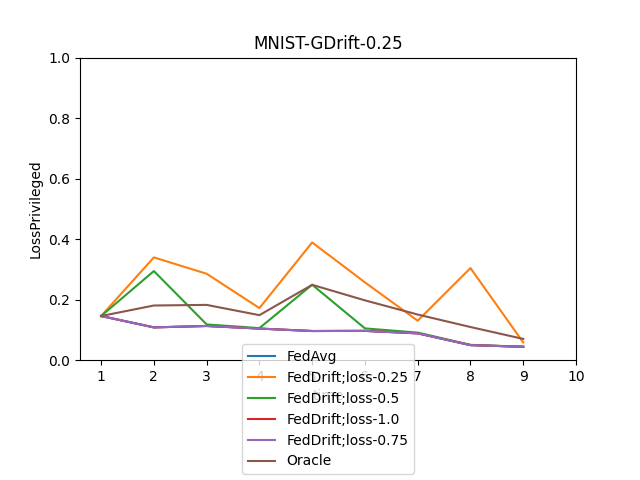 MNIST-GDrift-0.25
LossPrivileged
1.0
0.8
0.6
0.4
0.2
0.0
1 2 3 4 5 6 7 8 9 10
FedAvg
FedDrift;loss-0.25
FedDrift;loss-0.5
FedDrift;loss-1.0
FedDrift;loss-0.75
Oracle